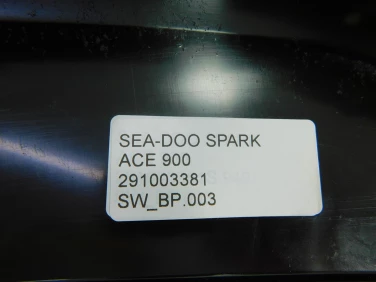 SEA-DOO SPARK
ACE 900
291003381
SW_BP.003